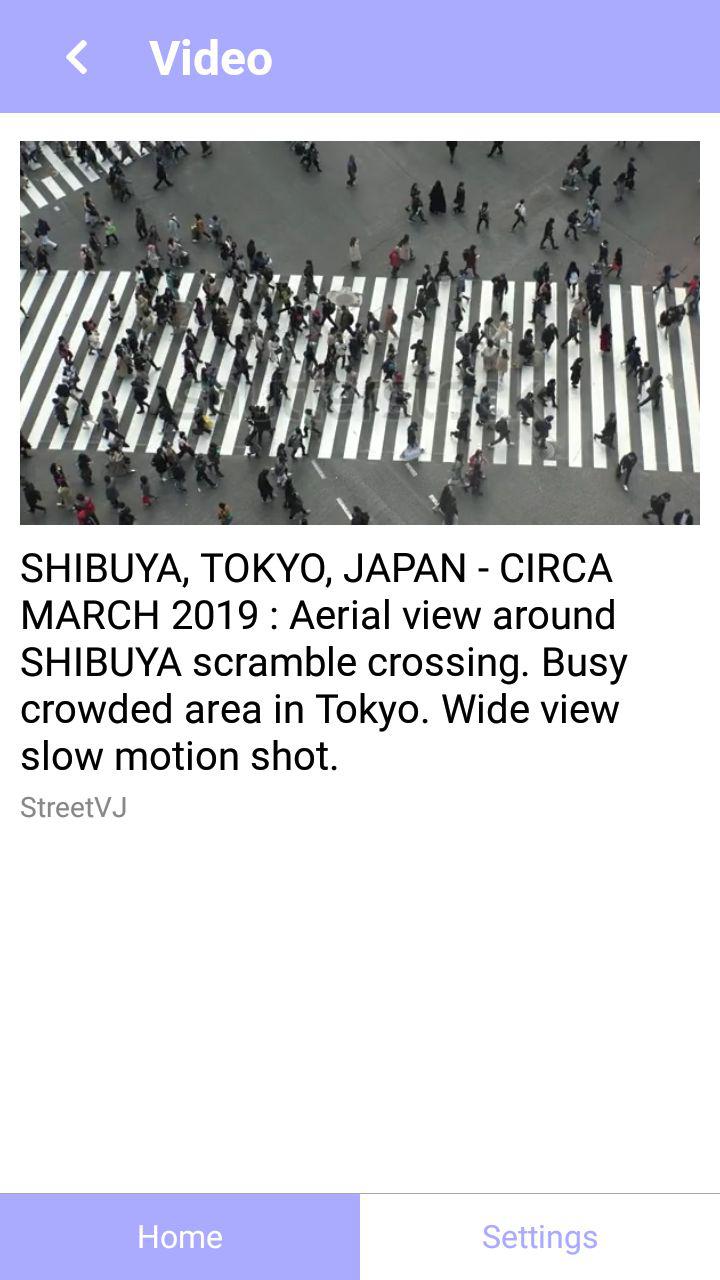 Video
SHIBUYA, TOKYO, JAPAN - CIRCA
MARCH 2019 : Aerial view around
SHIBUYA scramble crossing. Busy
crowded area in Tokyo. Wide view
slow motion shot.
StreetVJ
Home
Settings